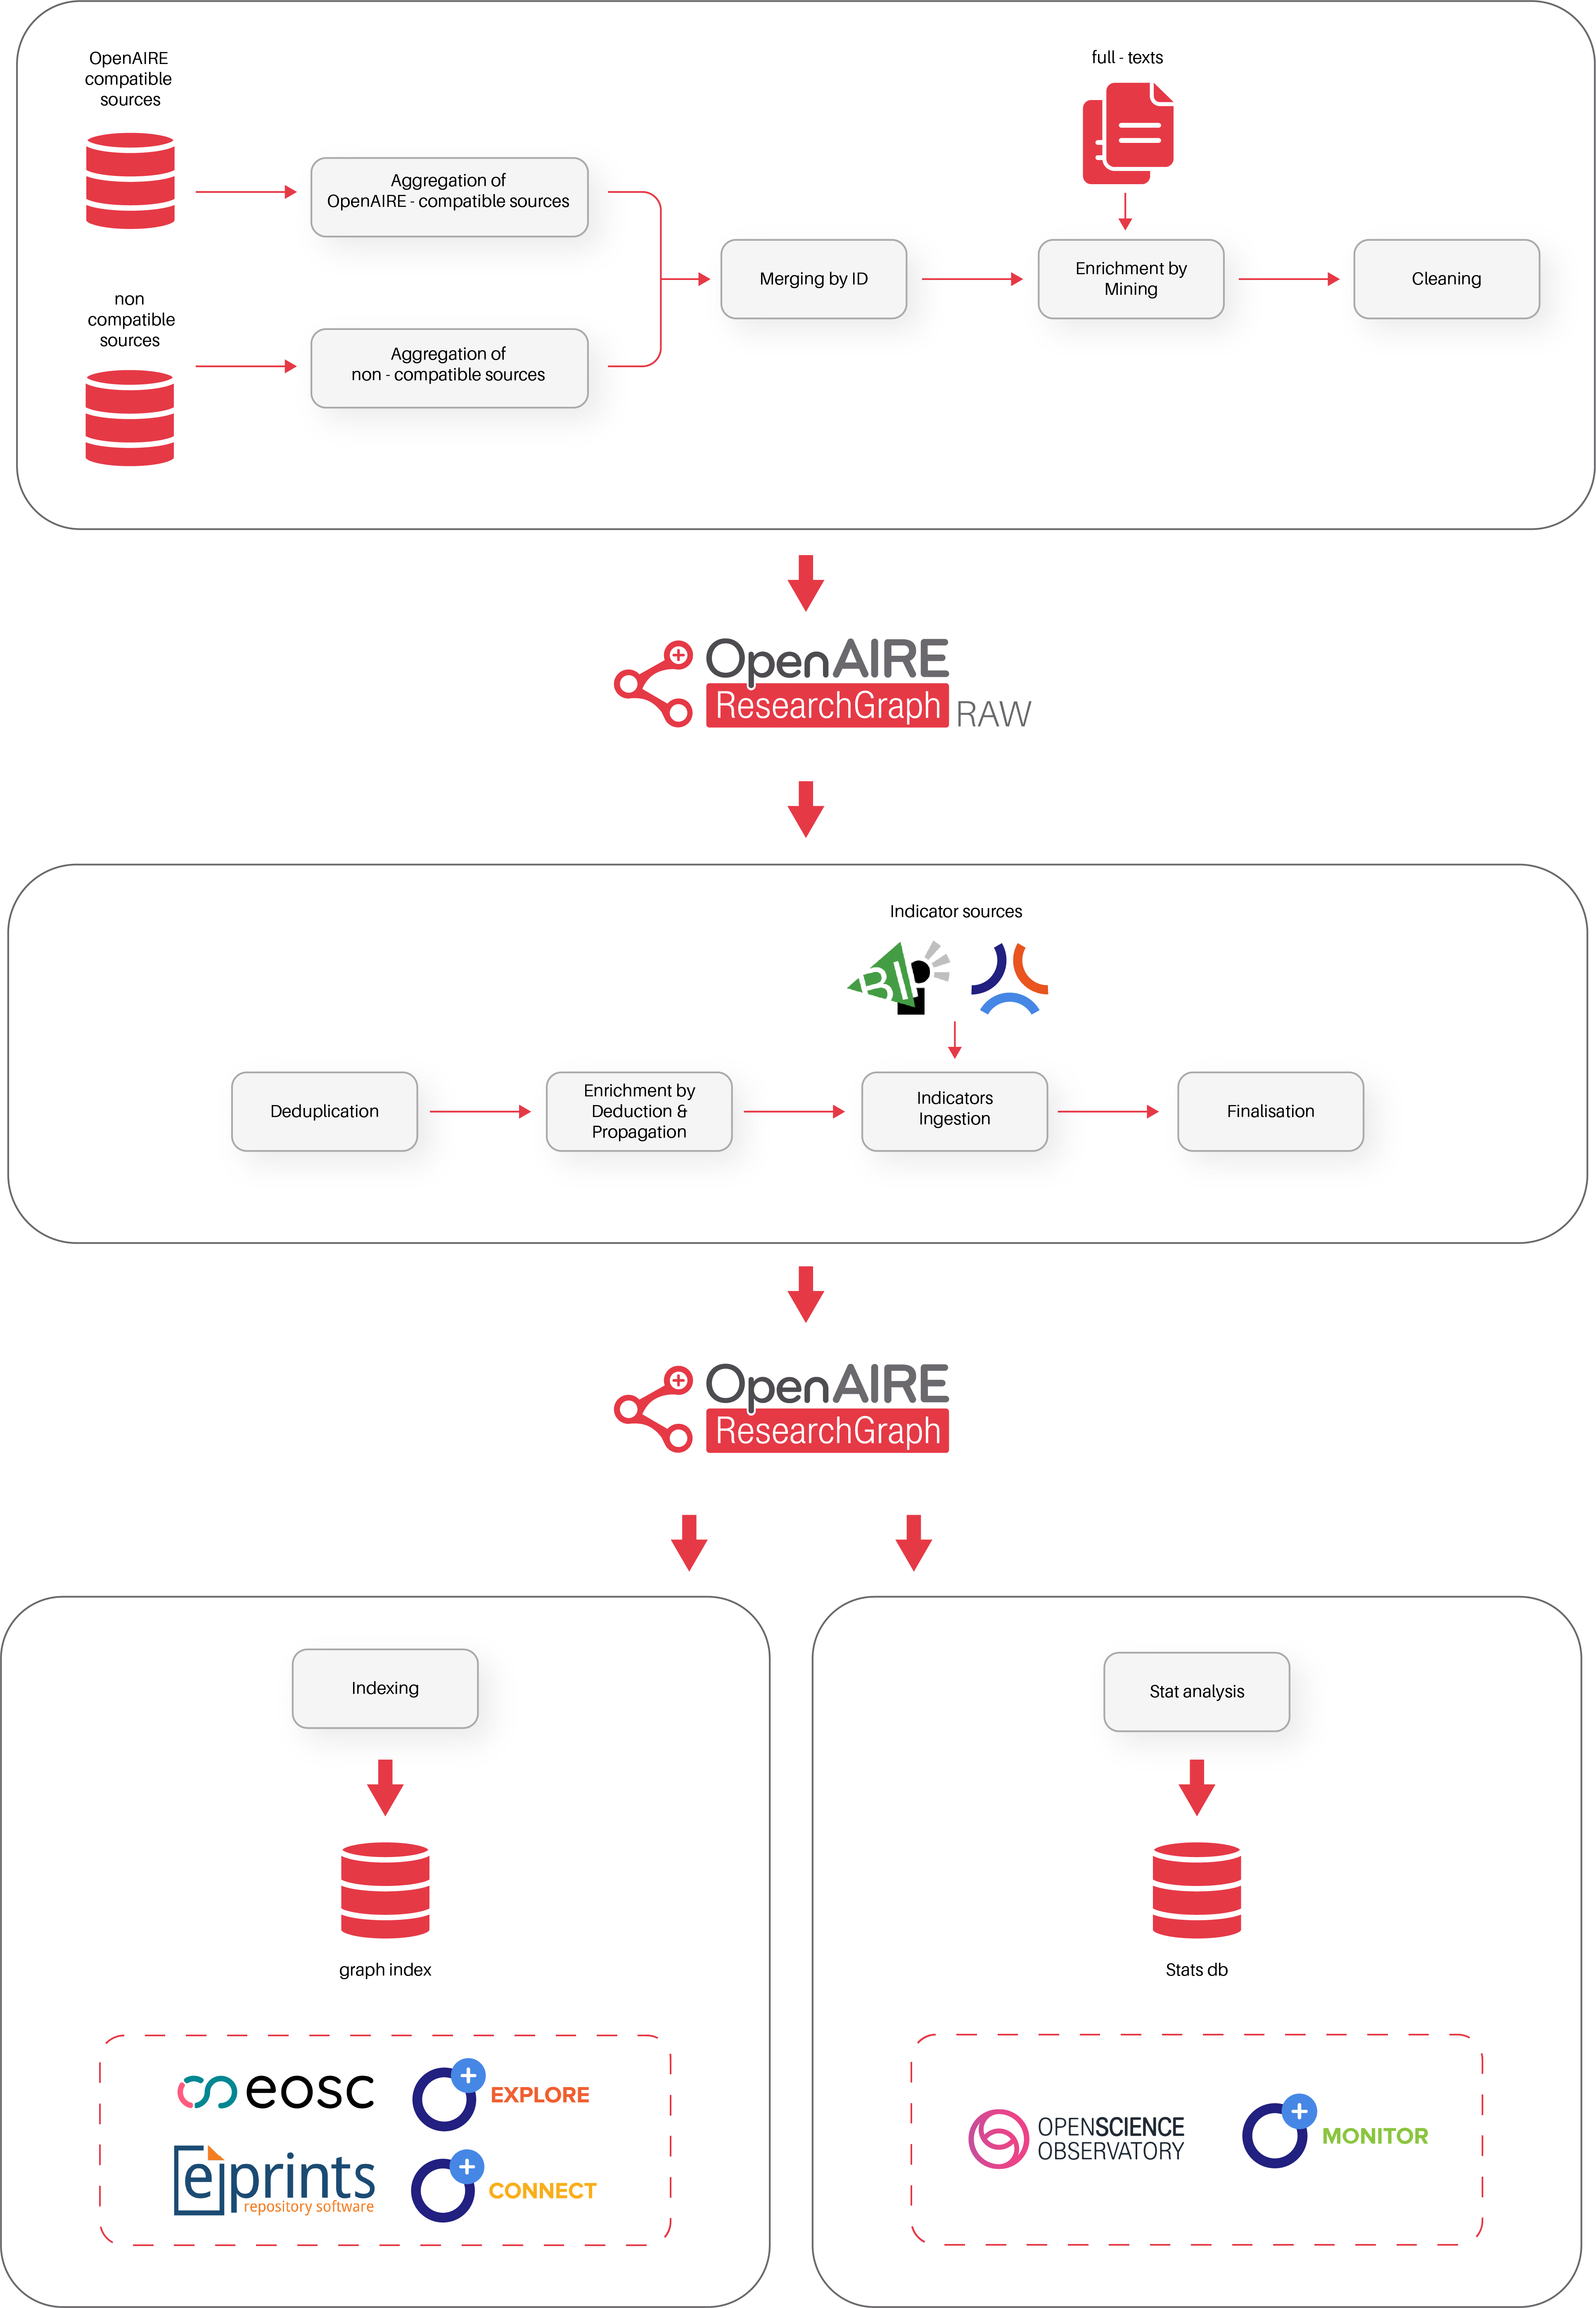 OpenAIRE
compatible
sources
full - texts
Aggregation of
OpenAIRE - compatible sources
Merging by ID
Enrichment by
Mining
Cleaning
non
compatible
sources
Aggregation of
non - compatible sources
OpenAIRE
ResearchGraph RAW
Indicator sources
BIP
Deduplication
Enrichment by
Deduction &
Propagation
Indicators
Ingestion
Finalisation
OpenAIRE
ResearchGraph
Indexing
graph index
eosc
EXPLORE
eprints
repository software
CONNECT
Stat analysis
Stats db
OPENSCIENCE
OBSERVATORY
MONITOR